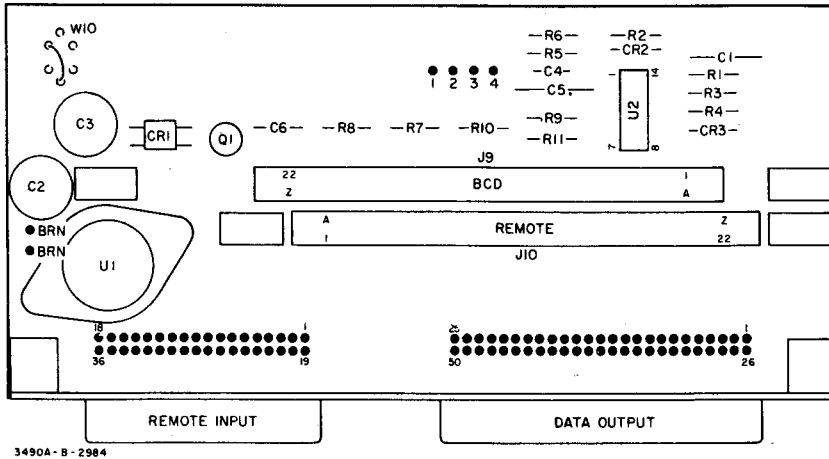 W10
R6 R2
R5 CR2
C4 C1
1 2 3 4 C5 1 14 R1
U2 R3
C3 CR1 Q1 C6 R8 R7 R10 R9 R4
R11 7 8 CR3
J9
22 BCD 1
Z A
C2
BRN A REMOTE Z
BRN 1 22
U1 J10
18 1 25 1
36 19 50 26
REMOTE INPUT DATA OUTPUT
3490A-B-2984